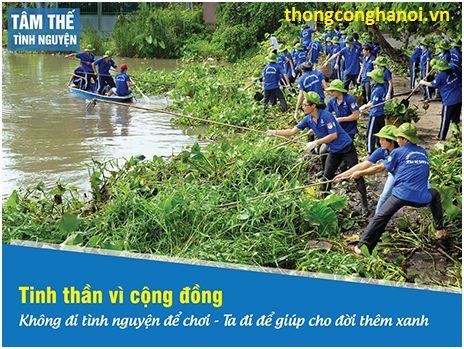 TÂM THẾ
TÌNH NGUYỆN
thongconghanoi.vn
Tinh thần vì cộng đồng
Không đi tình nguyện để chơi - Ta đi để giúp cho đời thêm xanh